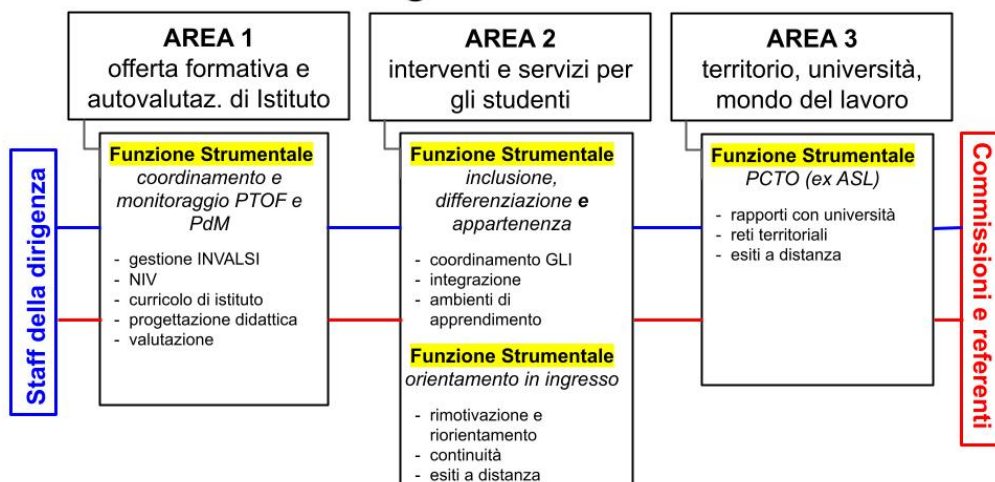 AREA 1
offerta formativa e
autovalutaz. di Istituto
AREA 2
interventi e servizi per
gli studenti
AREA 3
territorio, università,
mondo del lavoro
Staff della dirigenza
Funzione Strumentale
coordinamento e
monitoraggio PTOF e
PdM
- gestione INVALSI
- NIV
- curricolo di istituto
- progettazione didattica
- valutazione
Funzione Strumentale
inclusione,
differenziazione e
appartenenza
- coordinamento GLI
- integrazione
- ambienti di
apprendimento
Funzione Strumentale
orientamento in ingresso
- rimotivazione e
riorientamento
- continuità
- esiti a distanza
Funzione Strumentale
PCTO (ex ASL)
- rapporti con università
- reti territoriali
- esiti a distanza
Commissioni e referenti